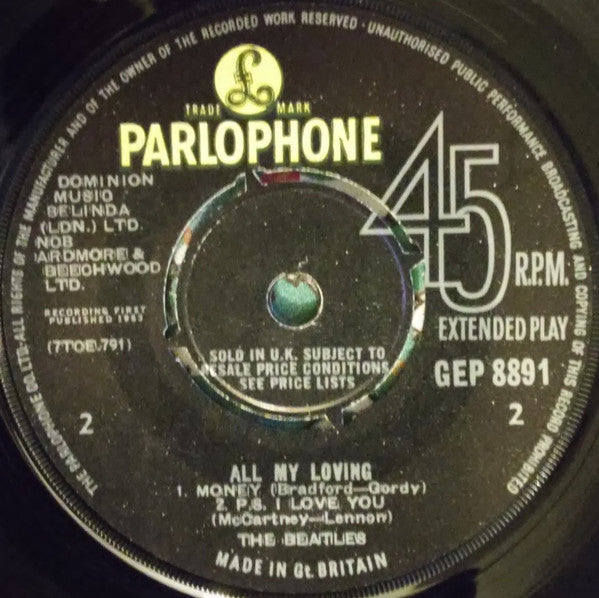 THE PARLOPHONE CO. LTD. ALL RIGHTS OF THE MANUFACTURER AND OF THE OWNER OF THE RECORDED WORK RESERVED · UNAUTHORISED PUBLIC PERFORMANCE BROADCASTING AND COPYING OF THIS RECORD PROHIBITED
£
TRADE MARK
PARLOPHONE
DOMINION
MUSIC
BELINDA
(LDN.) LTD.
NCB
ARDMORE &
BEECHWOOD
LTD.
45
R.P.M.
EXTENDED PLAY
RECORDING FIRST
PUBLISHED 1963
(7TCE.791)
SOLD IN U.K. SUBJECT TO
RESALE PRICE CONDITIONS,
SEE PRICE LISTS
GEP 8891
2
2
ALL MY LOVING
1. MONEY (Bradford—Gordy)
2. P.S. I LOVE YOU
(McCartney—Lennon)
THE BEATLES
MADE IN Gt. BRITAIN